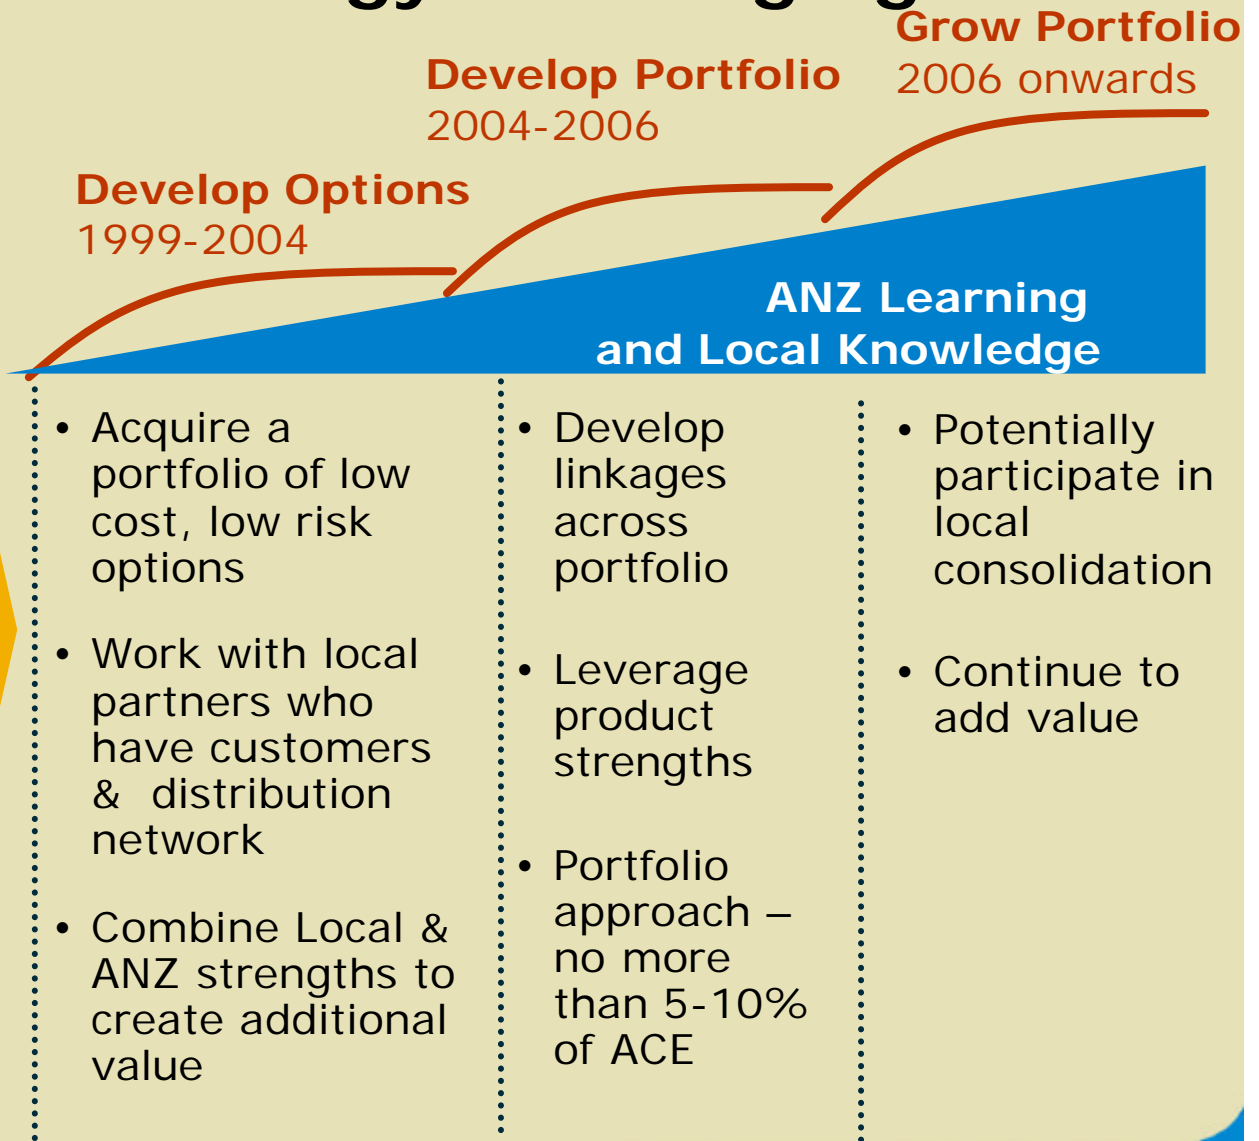 Grow Portfolio
2006 onwards
Develop Portfolio
2004-2006
Develop Options
1999-2004
ANZ Learning
and Local Knowledge
• Acquire a
portfolio of low
cost, low risk
options
• Work with local
partners who
have customers
&  distribution
network
• Combine Local &
ANZ strengths to
create additional
value
• Develop
linkages
across
portfolio
• Leverage
product
strengths
• Portfolio
approach –
no more
than 5-10%
of ACE
• Potentially
participate in
local
consolidation
• Continue to
add value